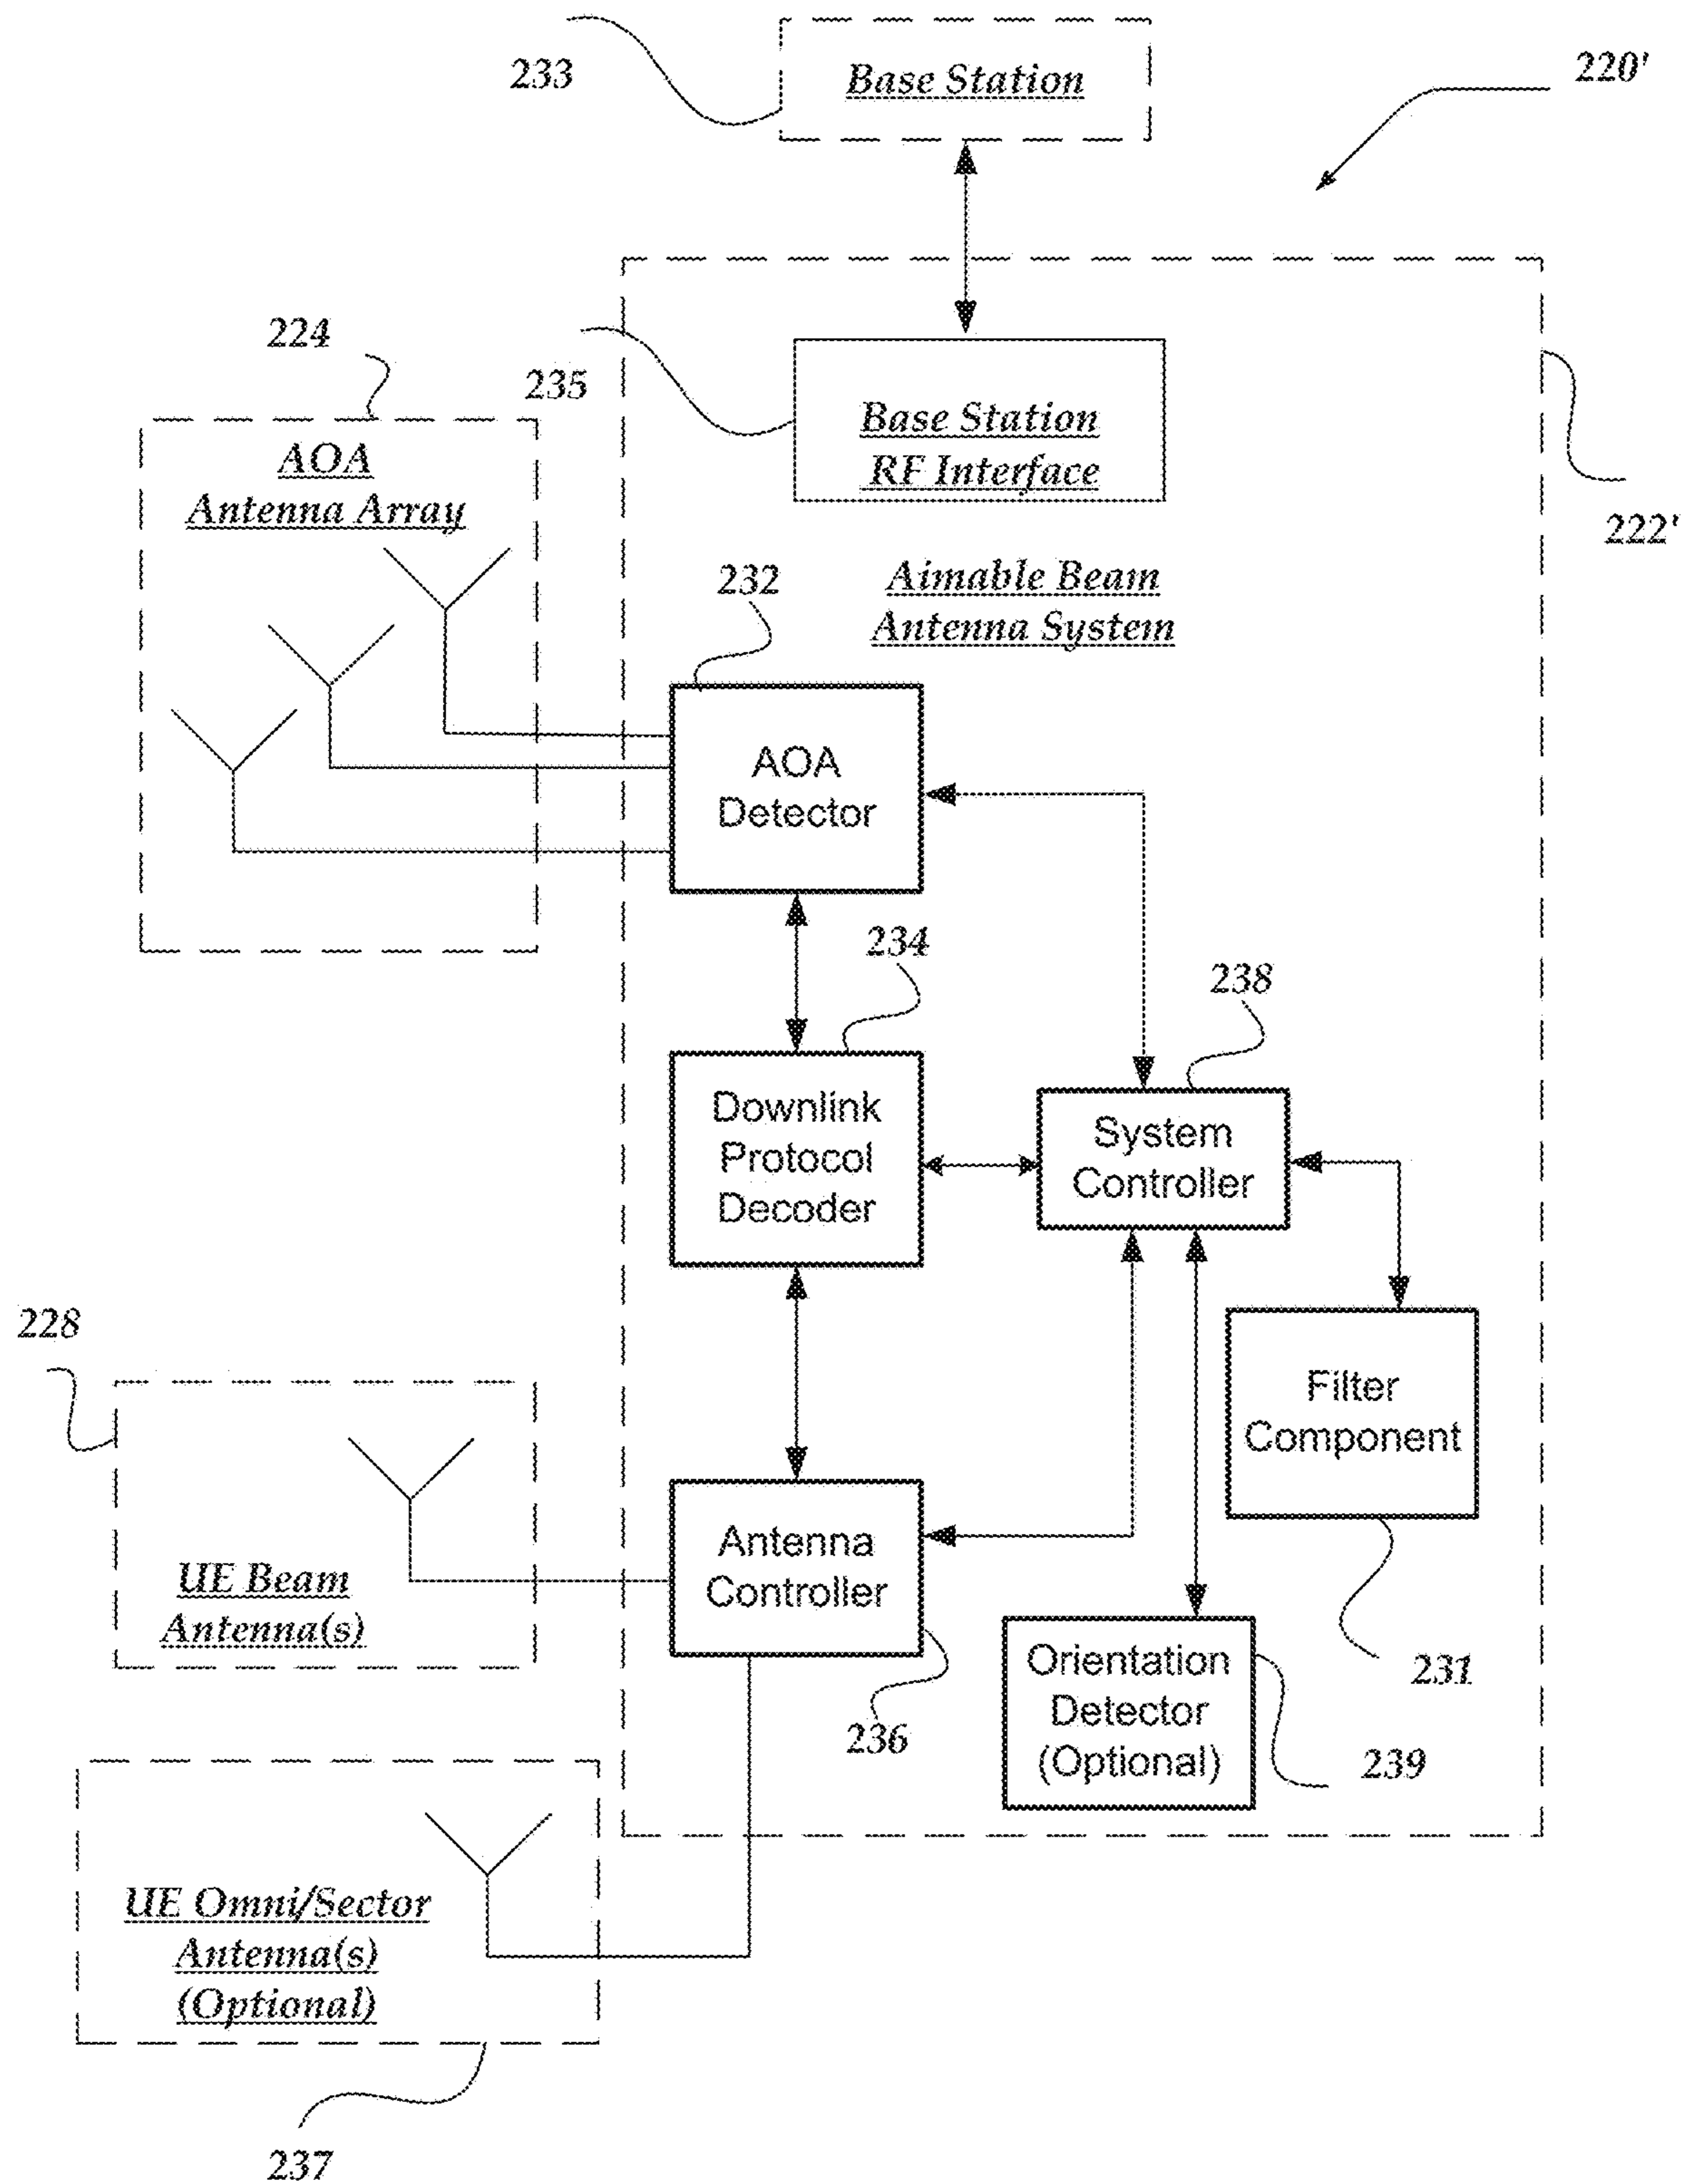 233
Base Station
220'
224
235
Base Station
RF Interface
222'
AOA
Antenna Array
232
Aimable Beam
Antenna System
AOA
Detector
234
238
Downlink
Protocol
Decoder
System
Controller
228
Filter
Component
UE Beam
Antenna(s)
Antenna
Controller
236
231
Orientation
Detector
(Optional)
239
UE Omni/Sector
Antenna(s)
(Optional)
237